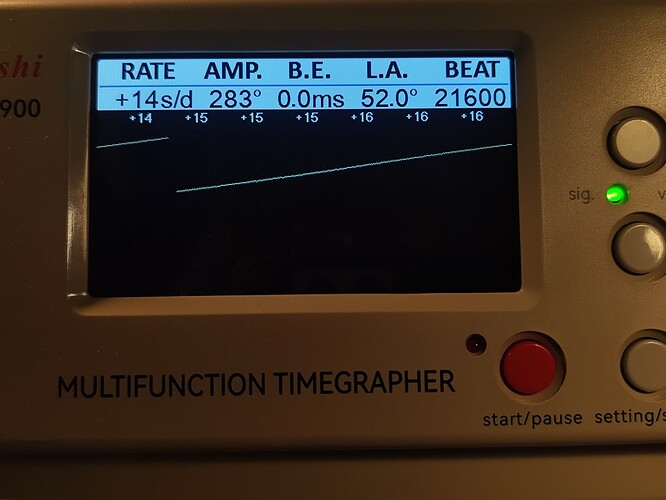 shi
900
RATE AMP. B.E. L.A. BEAT
+14s/d 283° 0.0ms 52.0° 21600
+14 +15 +15 +15 +16 +16 +16
sig. v
MULTIFUNCTION TIMEGRAPHER
start/pause setting/s